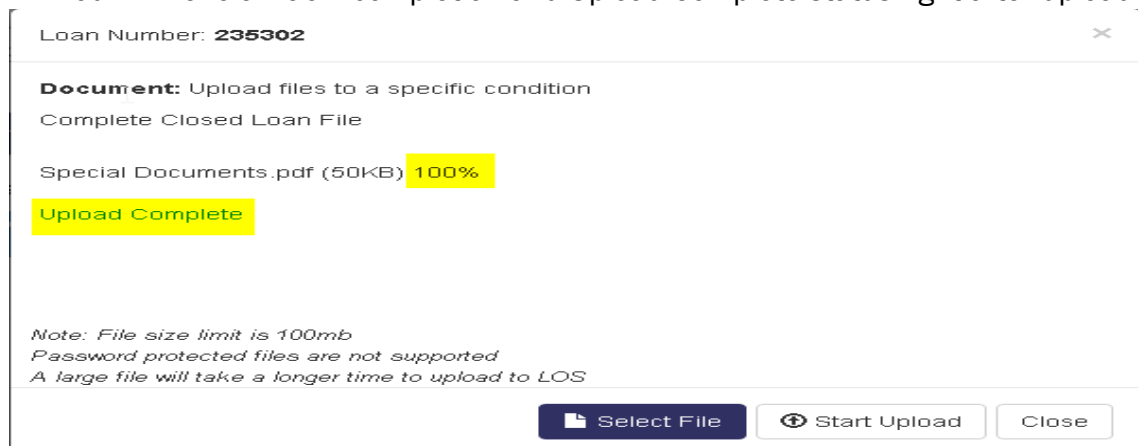 Loan Number: 235302 ×
Document: Upload files to a specific condition
Complete Closed Loan File
Special Documents.pdf (50KB) 100%
Upload Complete
Note: File size limit is 100mb
Password protected files are not supported
A large file will take a longer time to upload to LOS
Select File Start Upload Close